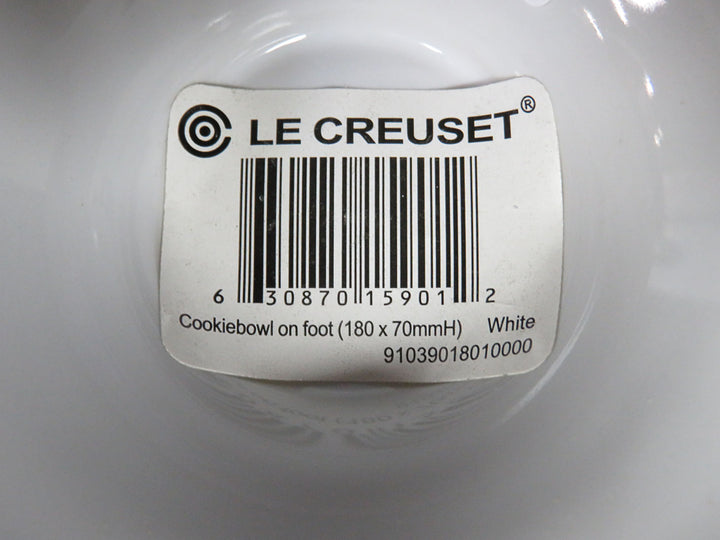 LE CREUSET®
6 30870 15901 2
Cookiebowl on foot (180 x 70mmH) White
91039018010000